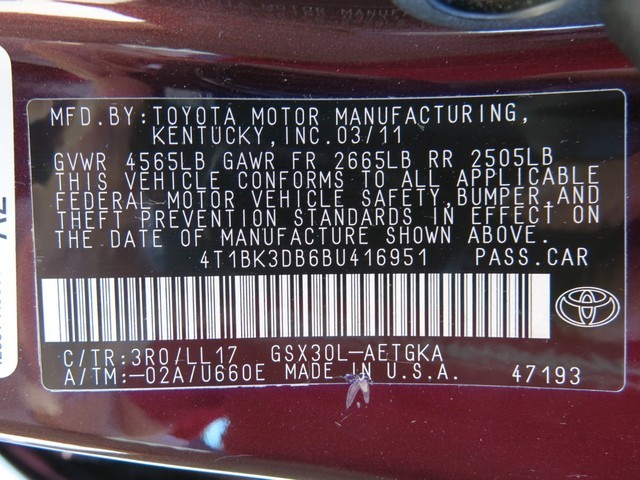 MFD.BY:TOYOTA MOTOR MANUFACTURING,
KENTUCKY,INC.03/11
GVWR 4565LB GAWR FR 2665LB RR 2505LB
THIS VEHICLE CONFORMS TO ALL APPLICABLE
FEDERAL MOTOR VEHICLE SAFETY,BUMPER,AND
THEFT PREVENTION STANDARDS IN EFFECT ON
THE DATE OF MANUFACTURE SHOWN ABOVE.
4T1BK3DB6BU416951 PASS.CAR
C/TR:3R0/LL17 GSX30L-AETGKA
A/TM:-02A/U660E MADE IN U.S.A. 47193